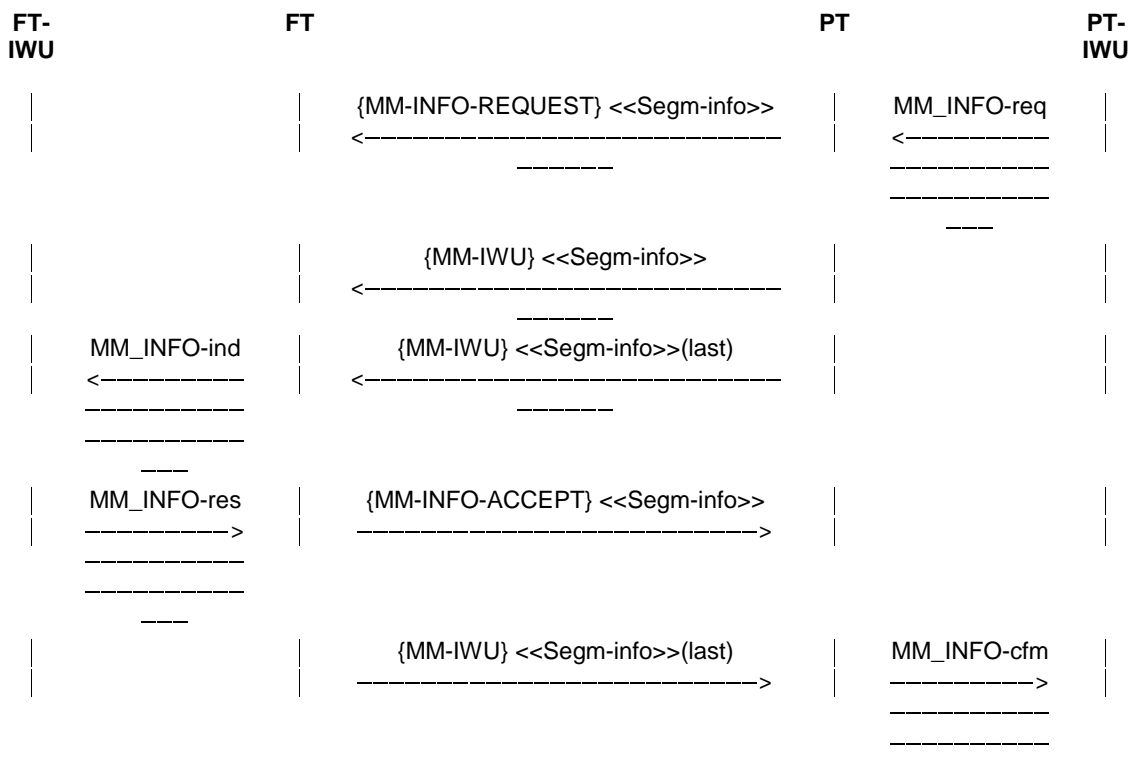 FT-IWU FT PT PT-IWU
{MM-INFO-REQUEST} <<Segm-info>> MM_INFO-req
{MM-IWU} <<Segm-info>>
MM_INFO-ind {MM-IWU} <<Segm-info>>(last)
MM_INFO-res {MM-INFO-ACCEPT} <<Segm-info>>
{MM-IWU} <<Segm-info>>(last) MM_INFO-cfm